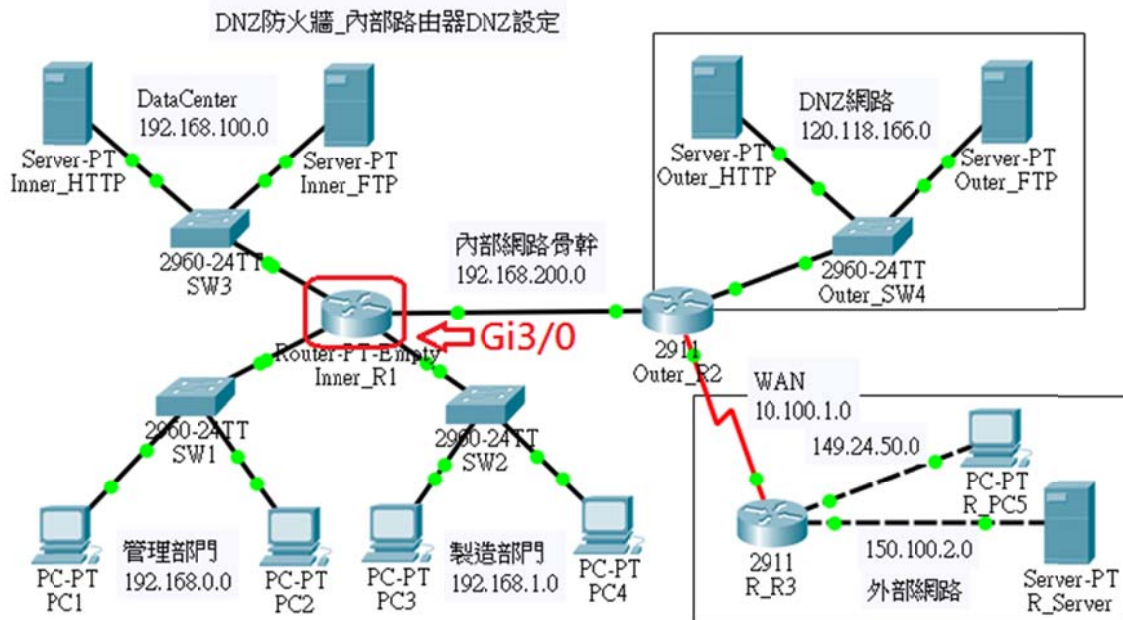 DNZ防火牆_內部路由器DNZ設定
DataCenter
192.168.100.0
Server-PT
Inner_HTTP
Server-PT
Inner_FTP
2960-24TT
SW3
DNZ網路
120.118.166.0
Server-PT
Outer_HTTP
Server-PT
Outer_FTP
2960-24TT
Outer_SW4
內部網路骨幹
192.168.200.0
Gi3/0
Router-PT-Empty
Inner_R1
2911
Outer_R2
2960-24TT
SW1
2960-24TT
SW2
WAN
10.100.1.0
149.24.50.0
PC-PT
R_PC5
PC-PT
PC1
管理部門
192.168.0.0
PC-PT
PC2
PC-PT
PC3
製造部門
192.168.1.0
PC-PT
PC4
2911
R_R3
150.100.2.0
外部網路
Server-PT
R_Server